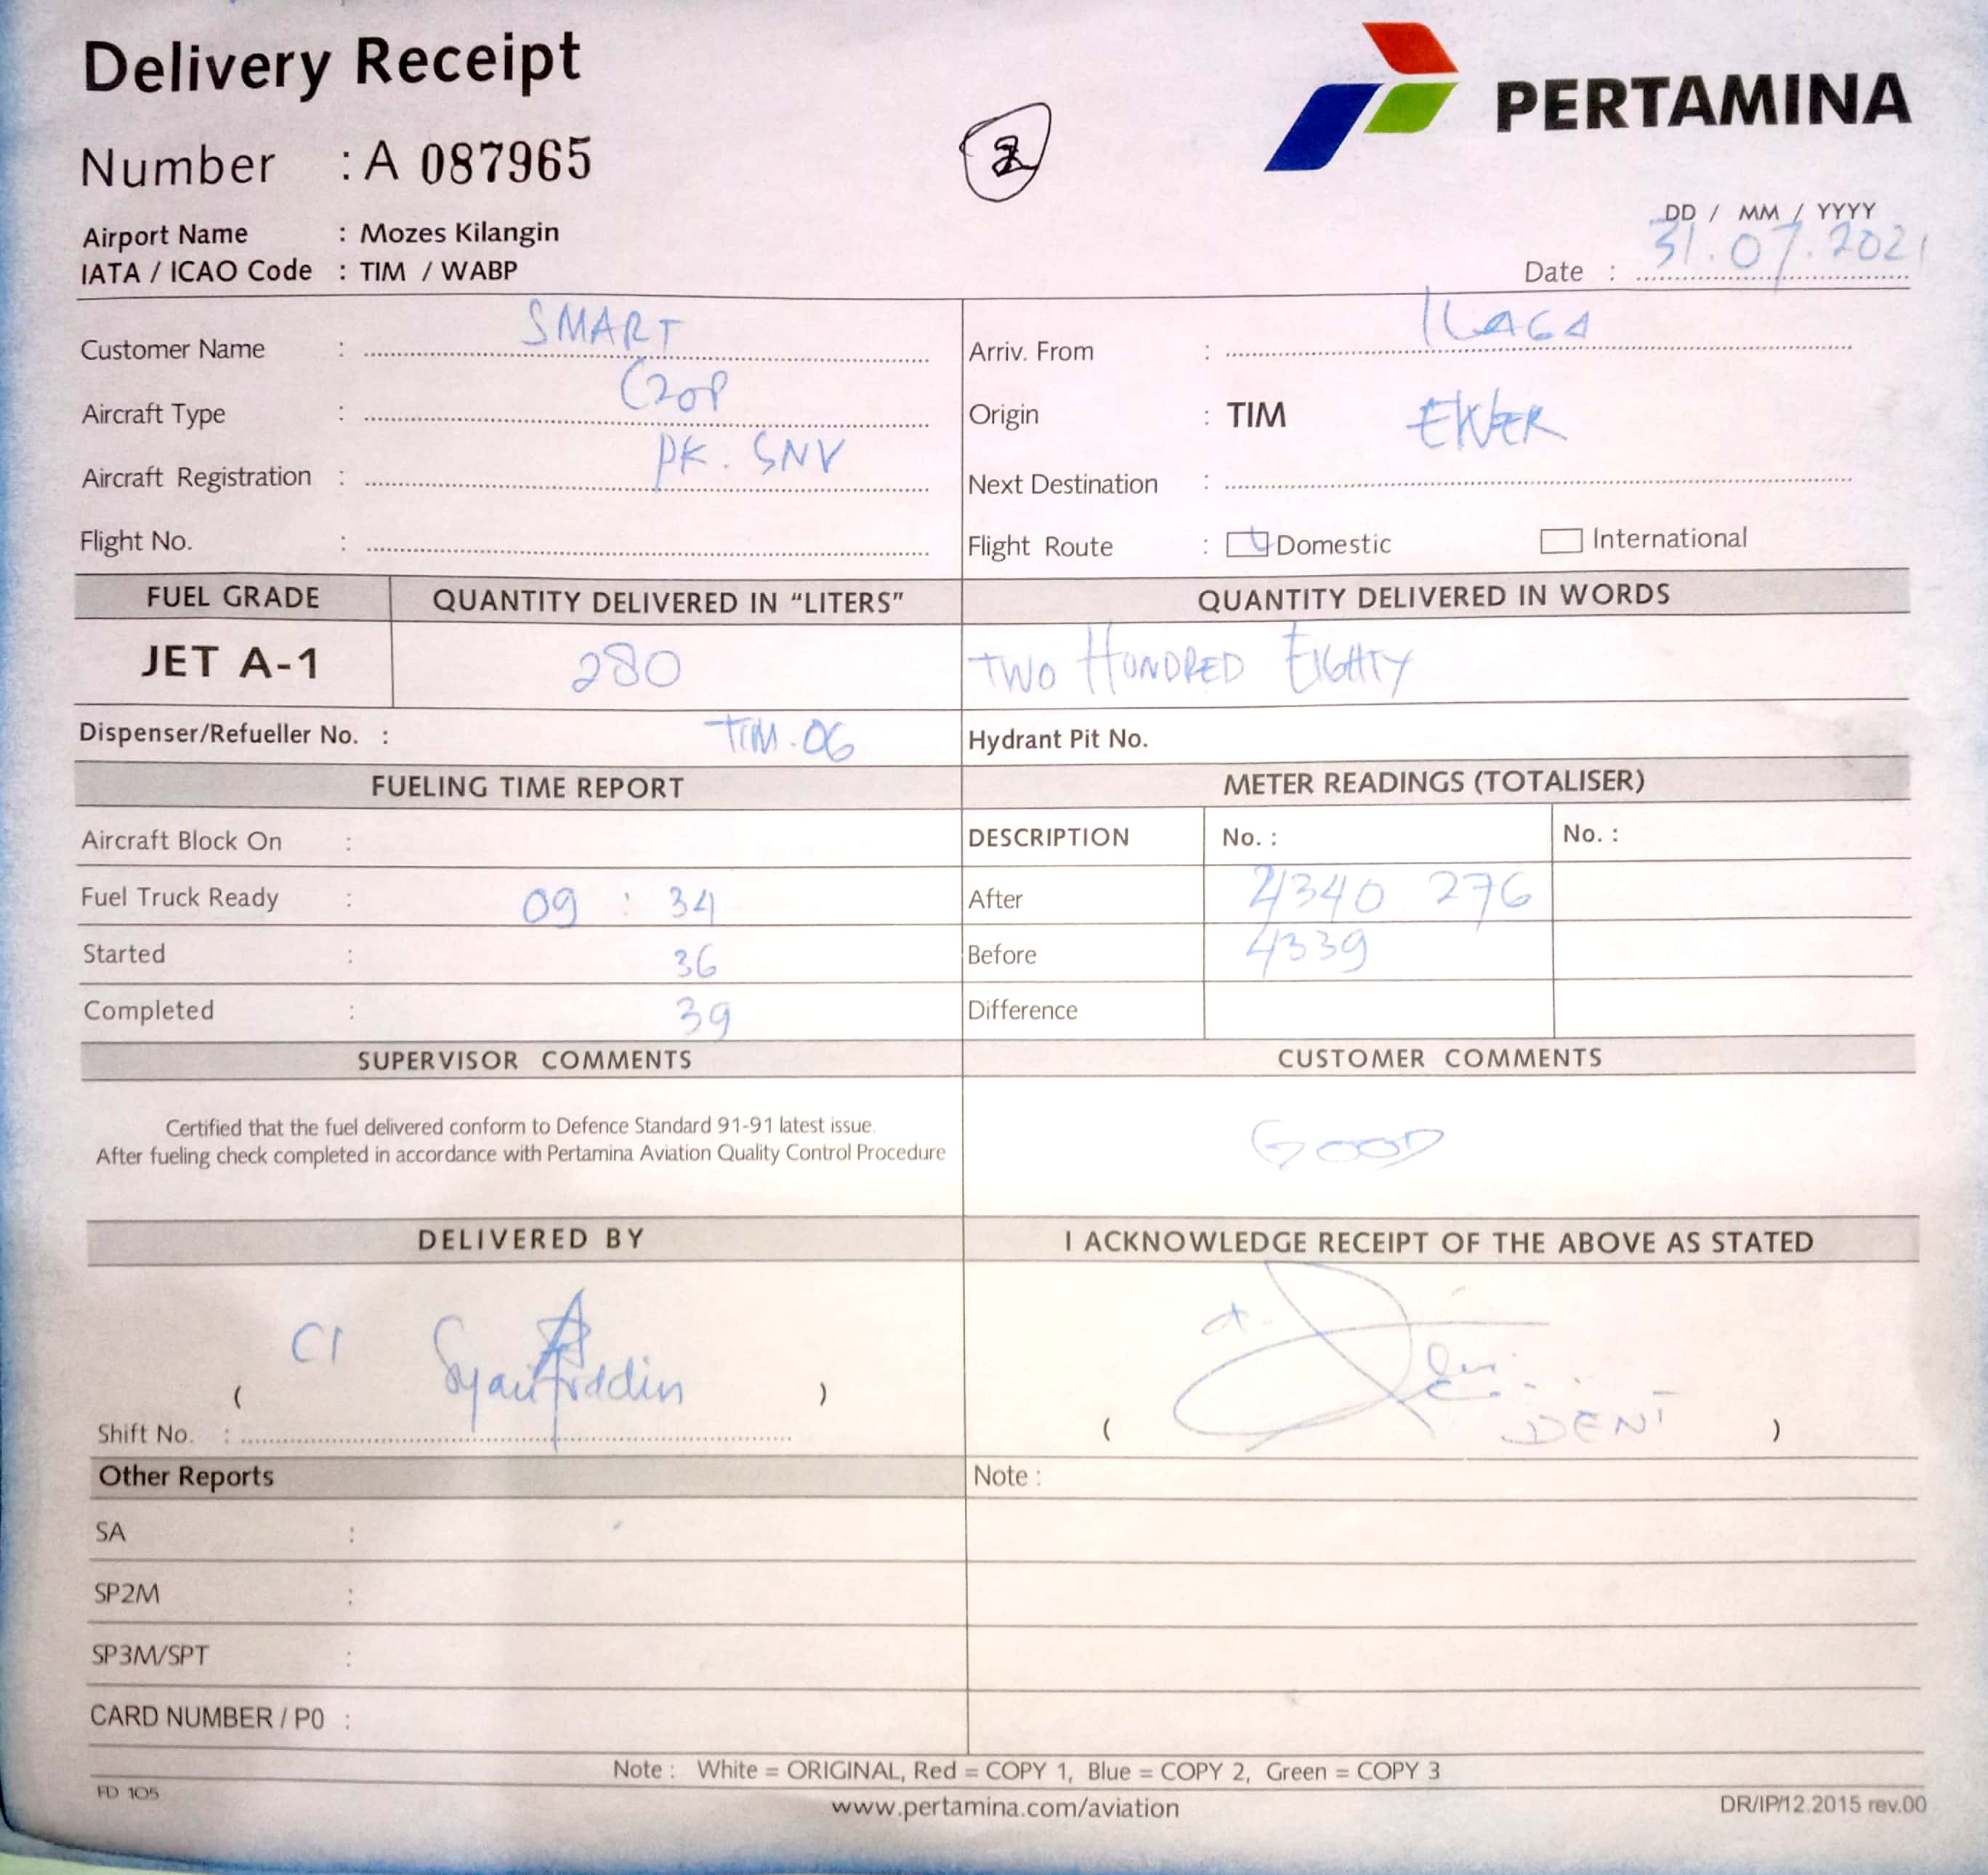 Delivery Receipt
PERTAMINA
Number : A 087965
2
Airport Name : Mozes Kilangin
IATA / ICAO Code : TIM / WABP
DD / MM / YYYY
Date : 31.07.2021
Customer Name : SMART
Arriv. From : ILAGA
Aircraft Type : C208
Origin : TIM
Aircraft Registration : PK. SNV
Next Destination :
Flight No. :
Flight Route : Domestic International
FUEL GRADE QUANTITY DELIVERED IN “LITERS” QUANTITY DELIVERED IN WORDS
JET A-1 280 TWO HUNDRED EIGHTY
Dispenser/Refueller No. : TIM.06 Hydrant Pit No.
FUELING TIME REPORT METER READINGS (TOTALISER)
Aircraft Block On : DESCRIPTION No. : No. :
Fuel Truck Ready : 09 : 34 After 4340 276
Started : 36 Before 4339
Completed : 39 Difference
SUPERVISOR COMMENTS CUSTOMER COMMENTS
Certified that the fuel delivered conform to Defence Standard 91-91 latest issue.
After fueling check completed in accordance with Pertamina Aviation Quality Control Procedure
GOOD
DELIVERED BY I ACKNOWLEDGE RECEIPT OF THE ABOVE AS STATED
C1 Syarifuddin
( )
Shift No. :
( DENI )
Other Reports Note :
SA :
SP2M :
SP3M/SPT :
CARD NUMBER / P0 :
Note : White = ORIGINAL, Red = COPY 1, Blue = COPY 2, Green = COPY 3
FD 105
www.pertamina.com/aviation
DR/IP/12.2015 rev.00